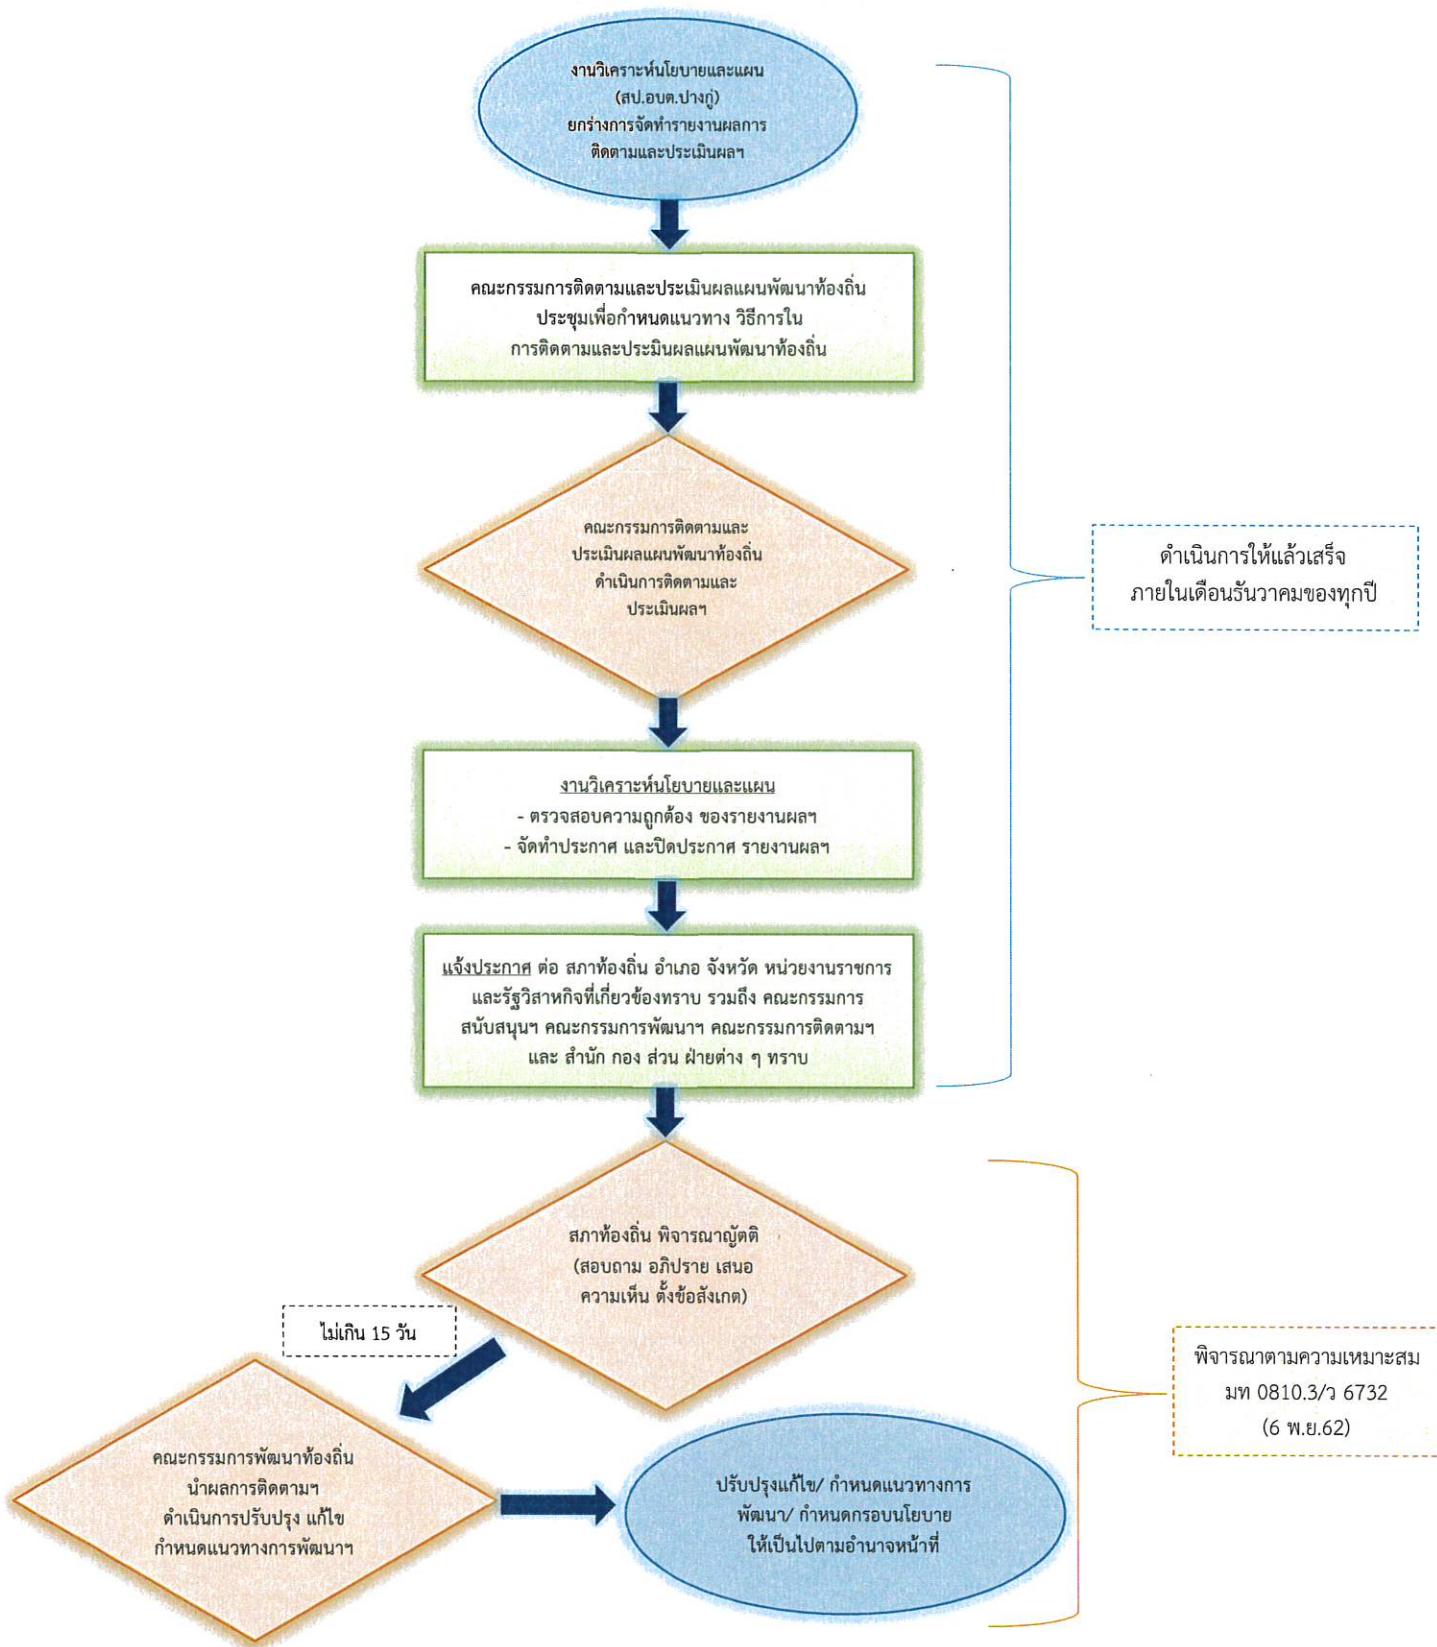 งานวิเคราะห์นโยบายและแผน
(สป.อบต.ปางกู่)
ยกร่างการจัดทำรายงานผลการ
ติดตามและประเมินผลฯ
คณะกรรมการติดตามและประเมินผลแผนพัฒนาท้องถิ่น
ประชุมเพื่อกำหนดแนวทาง วิธีการใน
การติดตามและประมินผลแผนพัฒนาท้องถิ่น
คณะกรรมการติดตามและ
ประเมินผลแผนพัฒนาท้องถิ่น
ดำเนินการติดตามและ
ประเมินผลฯ
ดำเนินการให้แล้วเสร็จ
ภายในเดือนธันวาคมของทุกปี
งานวิเคราะห์นโยบายและแผน
- ตรวจสอบความถูกต้อง ของรายงานผลฯ
- จัดทำประกาศ และปิดประกาศ รายงานผลฯ
แจ้งประกาศ ต่อ สภาท้องถิ่น อำเภอ จังหวัด หน่วยงานราชการ
และรัฐวิสาหกิจที่เกี่ยวข้องทราบ รวมถึง คณะกรรมการ
สนับสนุนฯ คณะกรรมการพัฒนาฯ คณะกรรมการติดตามฯ
และ สำนัก กอง ส่วน ฝ่ายต่าง ๆ ทราบ
สภาท้องถิ่น พิจารณาญัตติ
(สอบถาม อภิปราย เสนอ
ความเห็น ตั้งข้อสังเกต)
ไม่เกิน 15 วัน
พิจารณาตามความเหมาะสม
มท 0810.3/ว 6732
(6 พ.ย.62)
คณะกรรมการพัฒนาท้องถิ่น
นำผลการติดตามฯ
ดำเนินการปรับปรุง แก้ไข
กำหนดแนวทางการพัฒนาฯ
ปรับปรุงแก้ไข/ กำหนดแนวทางการ
พัฒนา/ กำหนดกรอบนโยบาย
ให้เป็นไปตามอำนาจหน้าที่